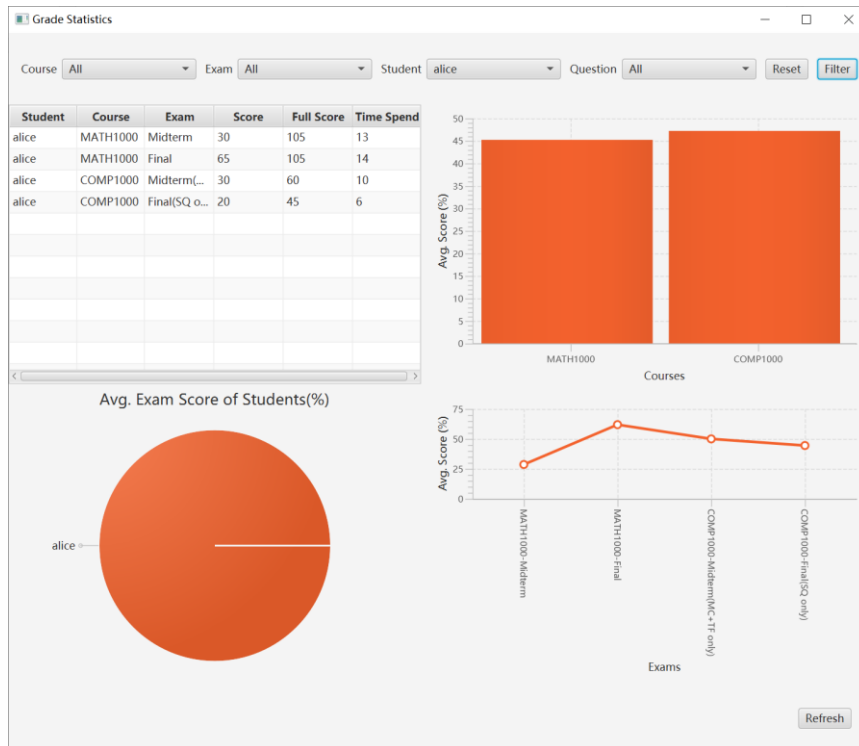 Grade Statistics
Course All Exam All Student alice Question All Reset Filter
Student Course Exam Score Full Score Time Spend
alice MATH1000 Midterm 30 105 13
alice MATH1000 Final 65 105 14
alice COMP1000 Midterm(... 30 60 10
alice COMP1000 Final(SQ o... 20 45 6
50
45
40
35
30
25
20
15
10
5
0
Avg. Score (%)
MATH1000 COMP1000
Courses
Avg. Exam Score of Students(%)
alice
75
50
25
0
Avg. Score (%)
MATH1000-Midterm
MATH1000-Final
COMP1000-Midterm(MC+TF only)
COMP1000-Final(SQ only)
Exams
Refresh